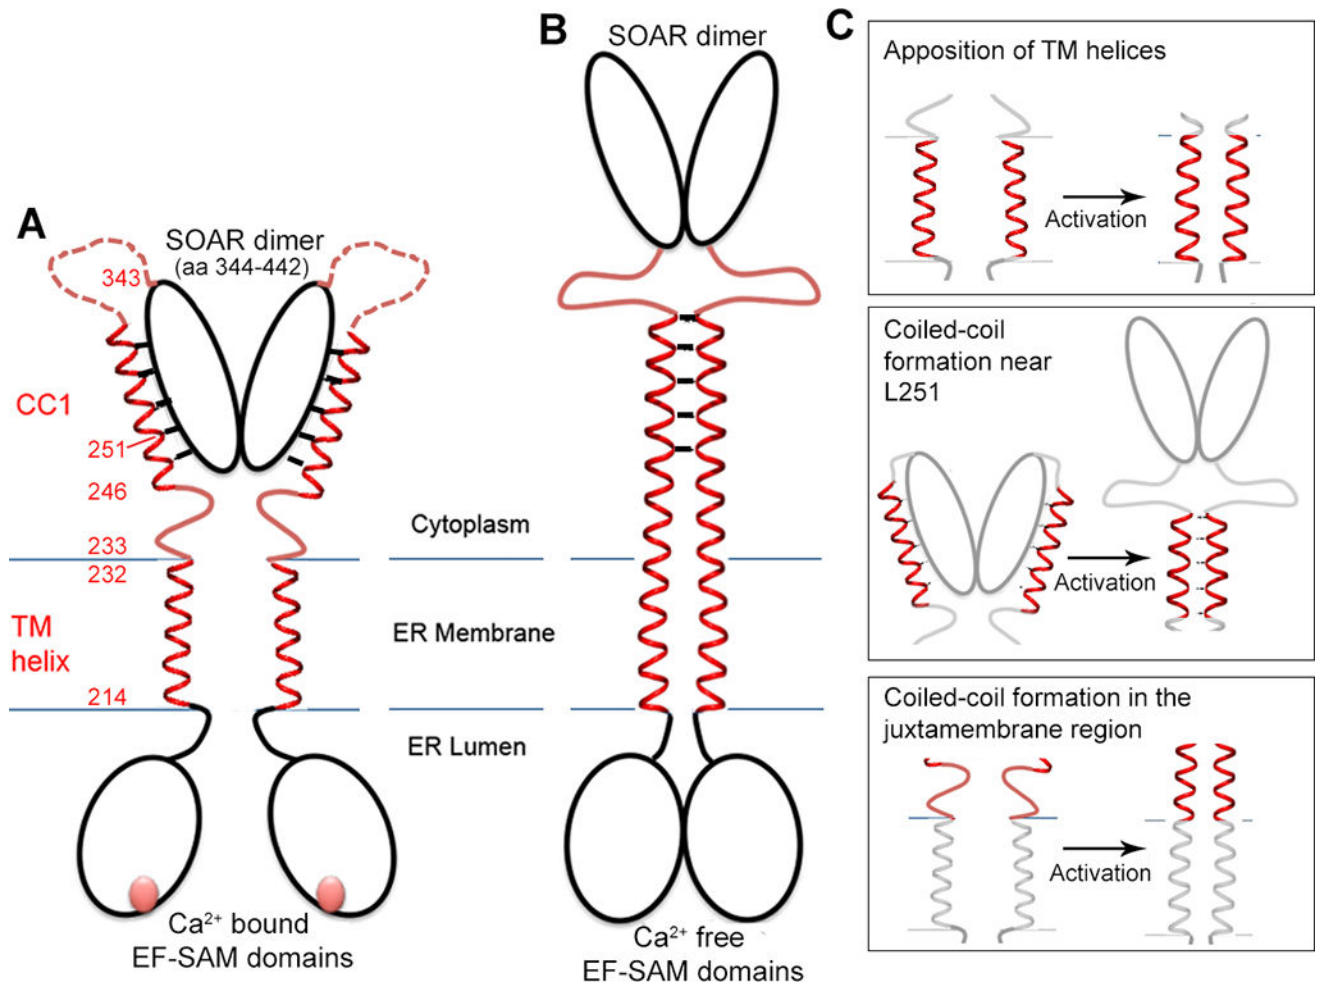 A
SOAR dimer
(aa 344-442)
343
CC1
251
246
233
232
TM
helix
214
Ca²⁺ bound
EF-SAM domains
Cytoplasm
ER Membrane
ER Lumen
B
SOAR dimer
Ca²⁺ free
EF-SAM domains
C
Apposition of TM helices
Activation
Coiled-coil
formation near
L251
Activation
Coiled-coil formation in the
juxtamembrane region
Activation